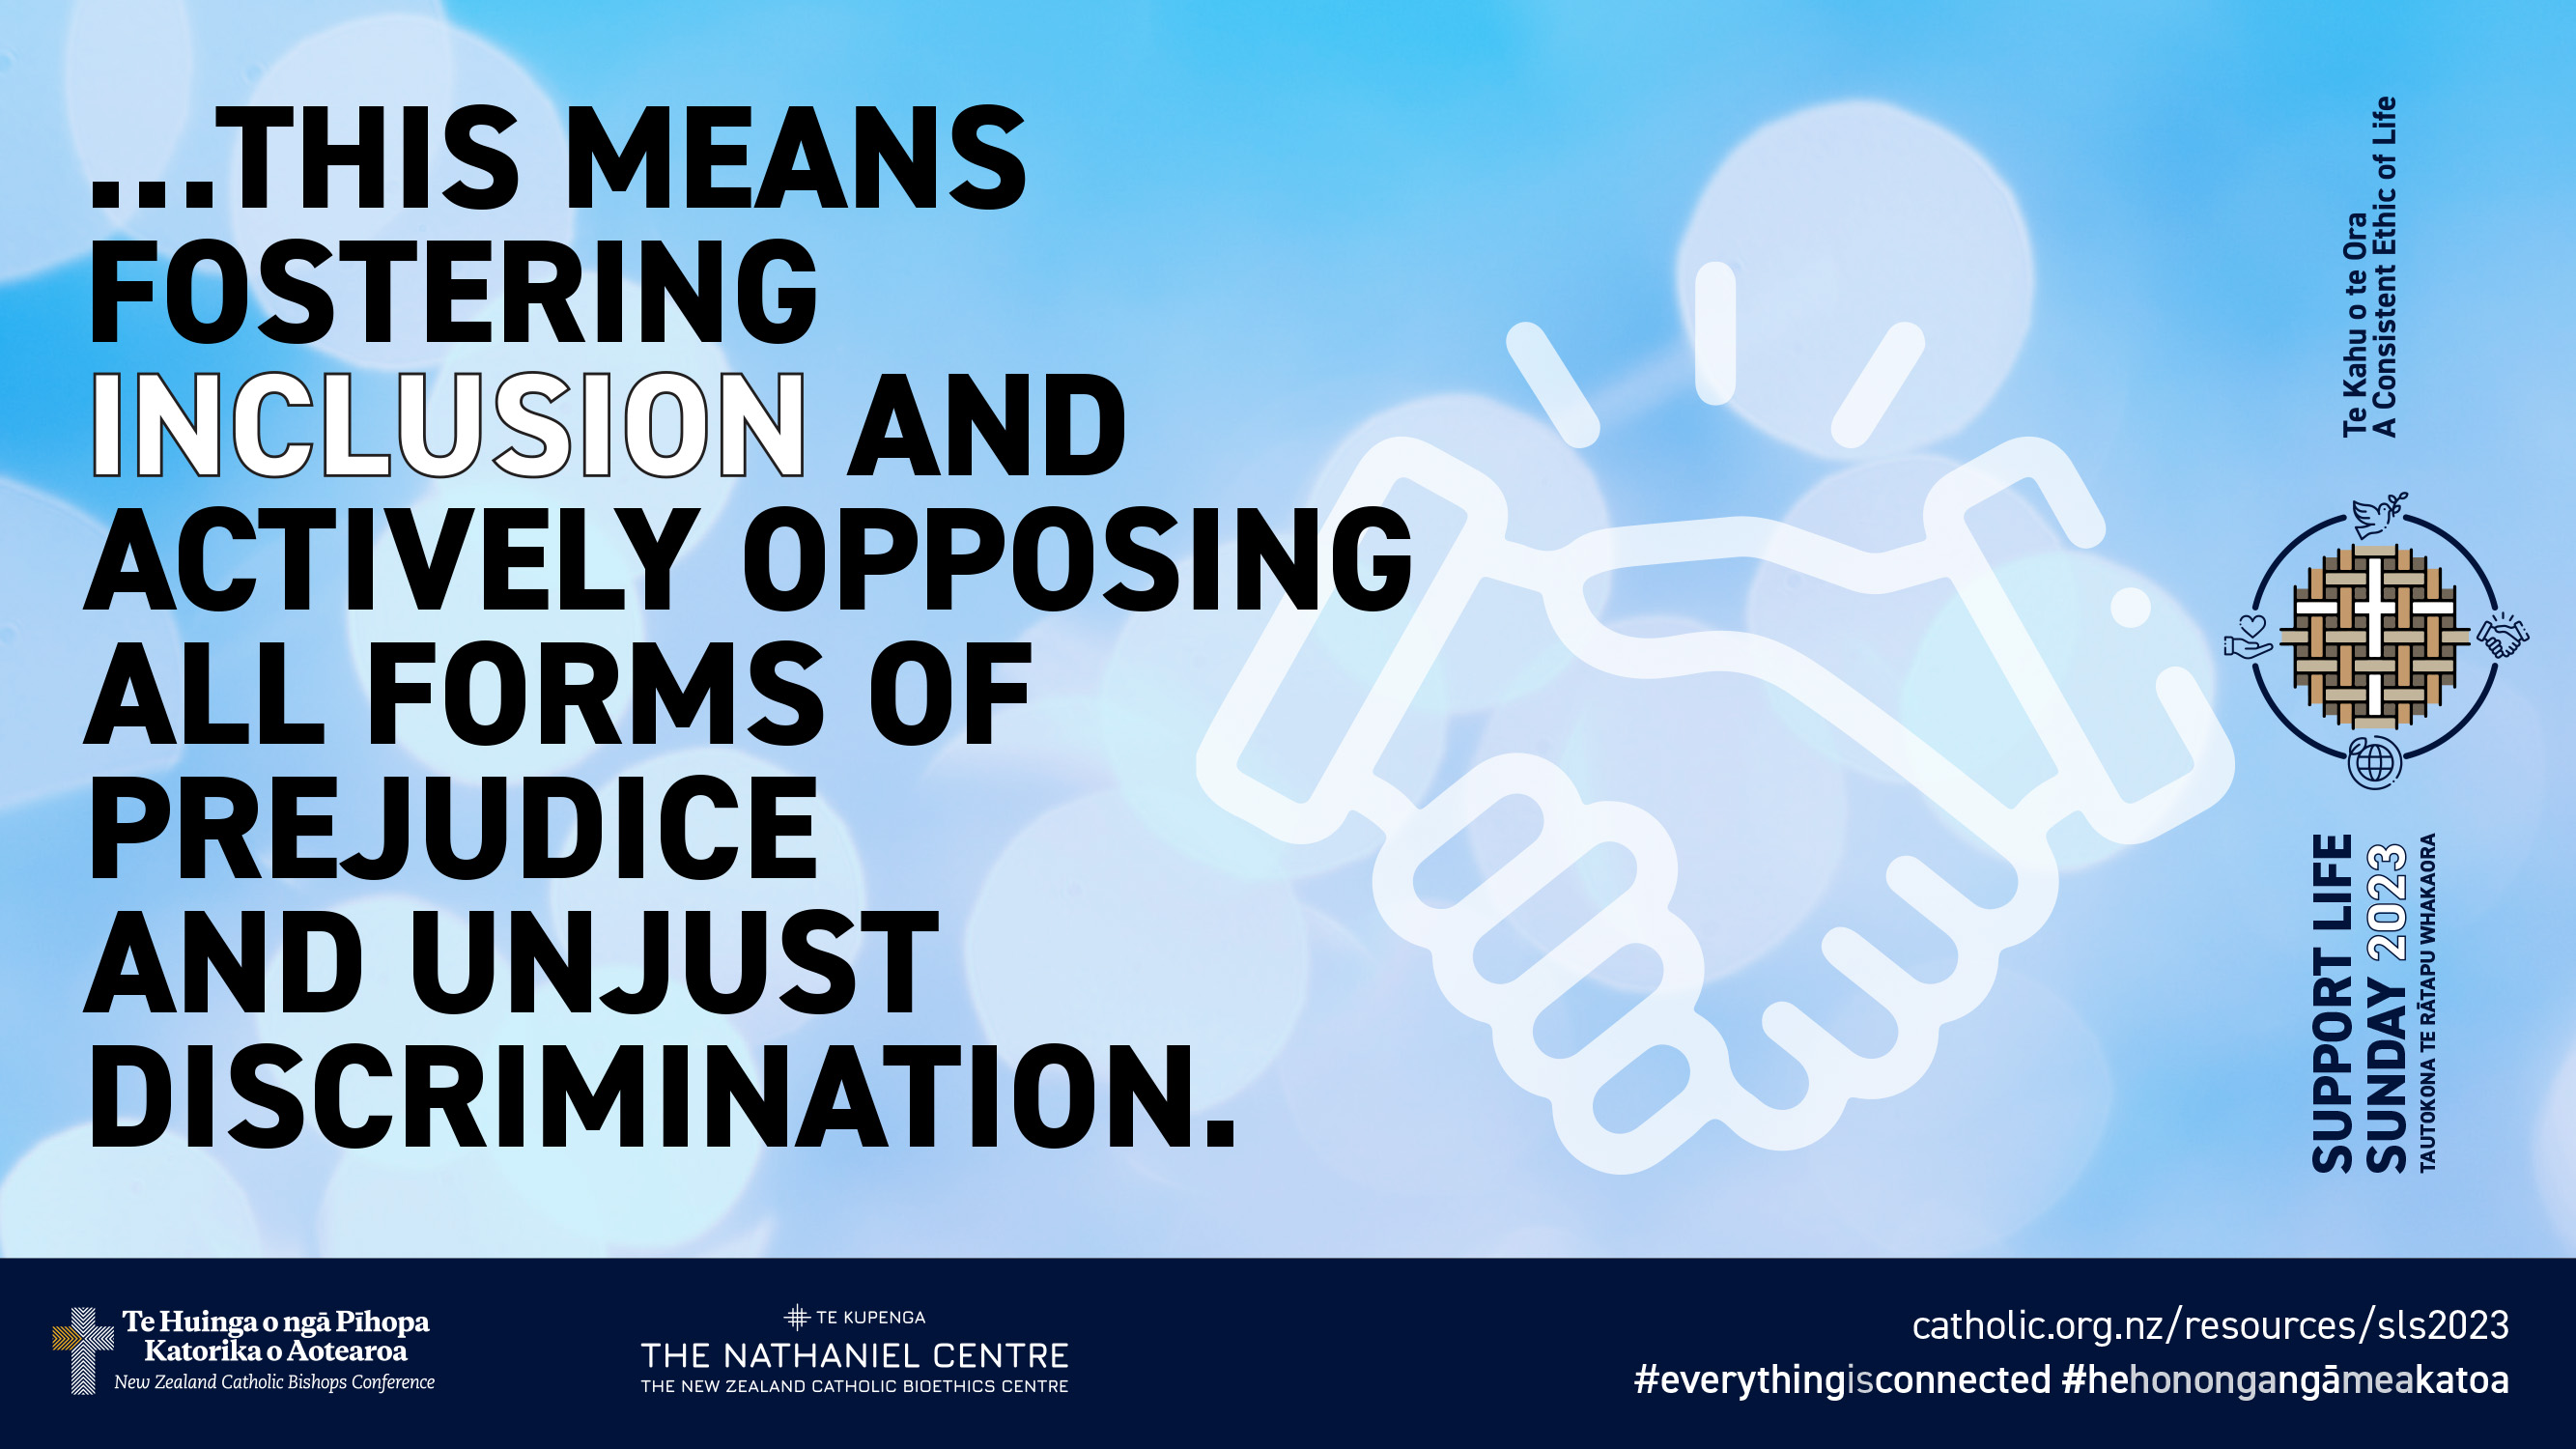 ...THIS MEANS
FOSTERING
INCLUSION AND
ACTIVELY OPPOSING
ALL FORMS OF
PREJUDICE
AND UNJUST
DISCRIMINATION.
Te Kahu o te Ora
A Consistent Ethic of Life
SUPPORT LIFE
SUNDAY 2023
TAUTOKONA TE RĀTAPU WHAKAORA
Te Huinga o ngā Pīhopa
Katorika o Aotearoa
New Zealand Catholic Bishops Conference
TE KUPENGA
THE NATHANIEL CENTRE
THE NEW ZEALAND CATHOLIC BIOETHICS CENTRE
catholic.org.nz/resources/sls2023
#everythingisconnected #hehonongangāmeakatoa